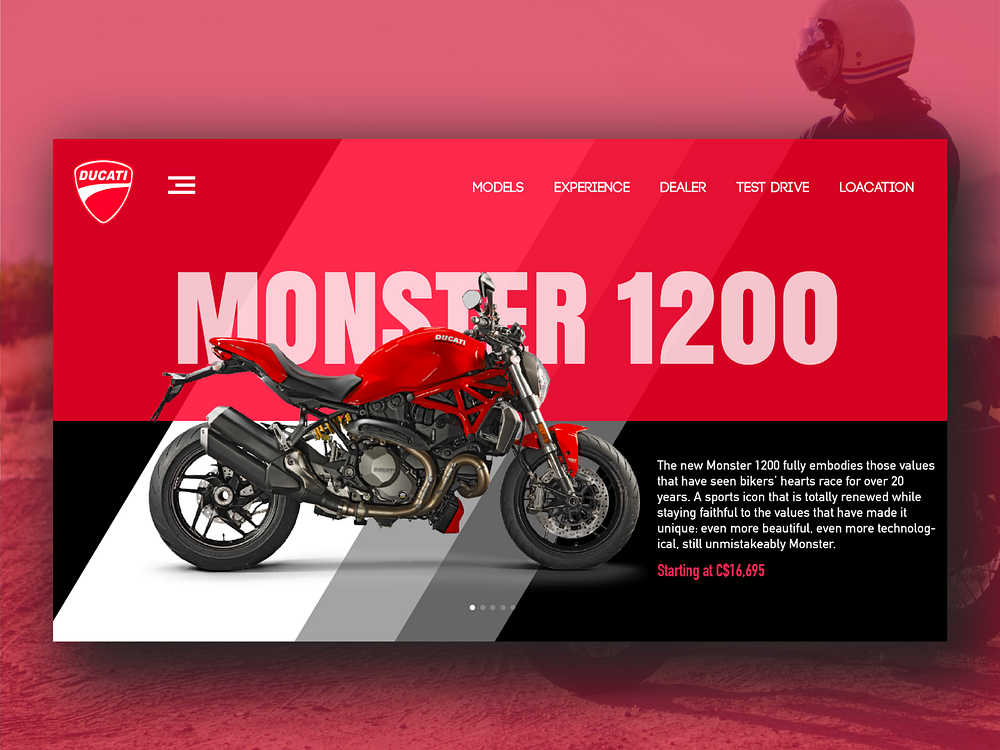 DUCATI
MODELS EXPERIENCE DEALER TEST DRIVE LOACATION
MONSTER 1200
DUCATI
The new Monster 1200 fully embodies those values
that have seen bikers' hearts race for over 20
years. A sports icon that is totally renewed while
staying faithful to the values that have made it
unique: even more beautiful, even more technolog-
ical, still unmistakeably Monster.
Starting at C$16,695